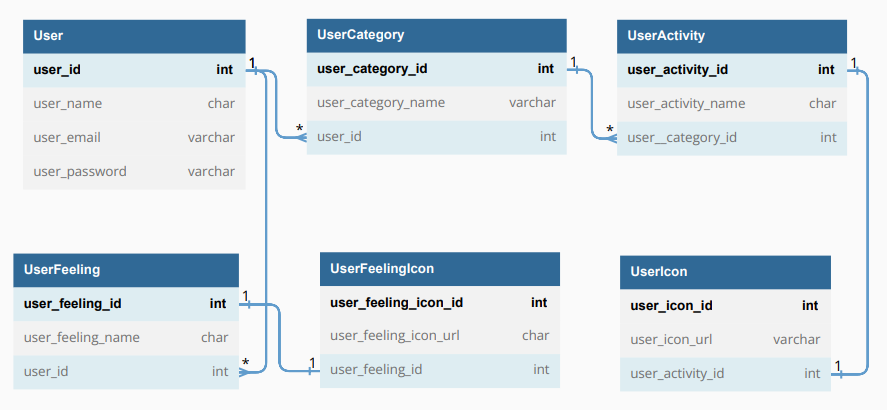 User
user_id int
user_name char
user_email varchar
user_password varchar
1
*
UserCategory
user_category_id int
user_category_name varchar
user_id int
1
*
UserActivity
user_activity_id int
user_activity_name char
user__category_id int
1
UserFeeling
user_feeling_id int
user_feeling_name char
user_id int
1
*
UserFeelingIcon
user_feeling_icon_id int
user_feeling_icon_url char
user_feeling_id int
1
UserIcon
user_icon_id int
user_icon_url varchar
user_activity_id int
1